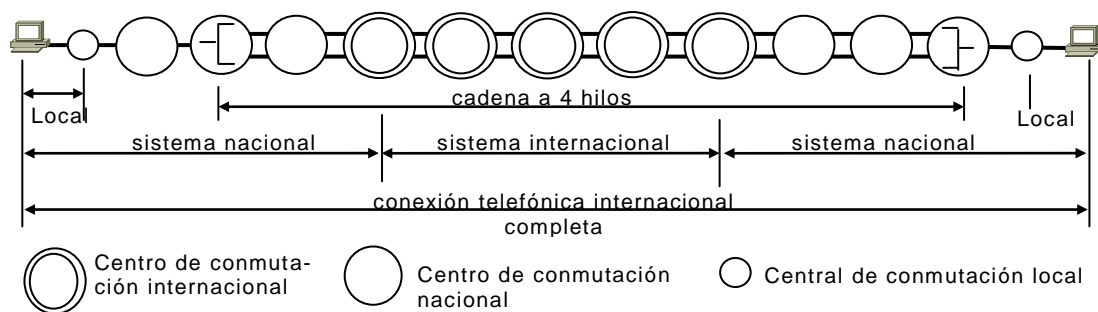 cadena a 4 hilos
Local
Local
sistema nacional
sistema internacional
sistema nacional
conexión telefónica internacional
completa
Centro de conmuta-
ción internacional
Centro de conmutación
nacional
Central de conmutación local